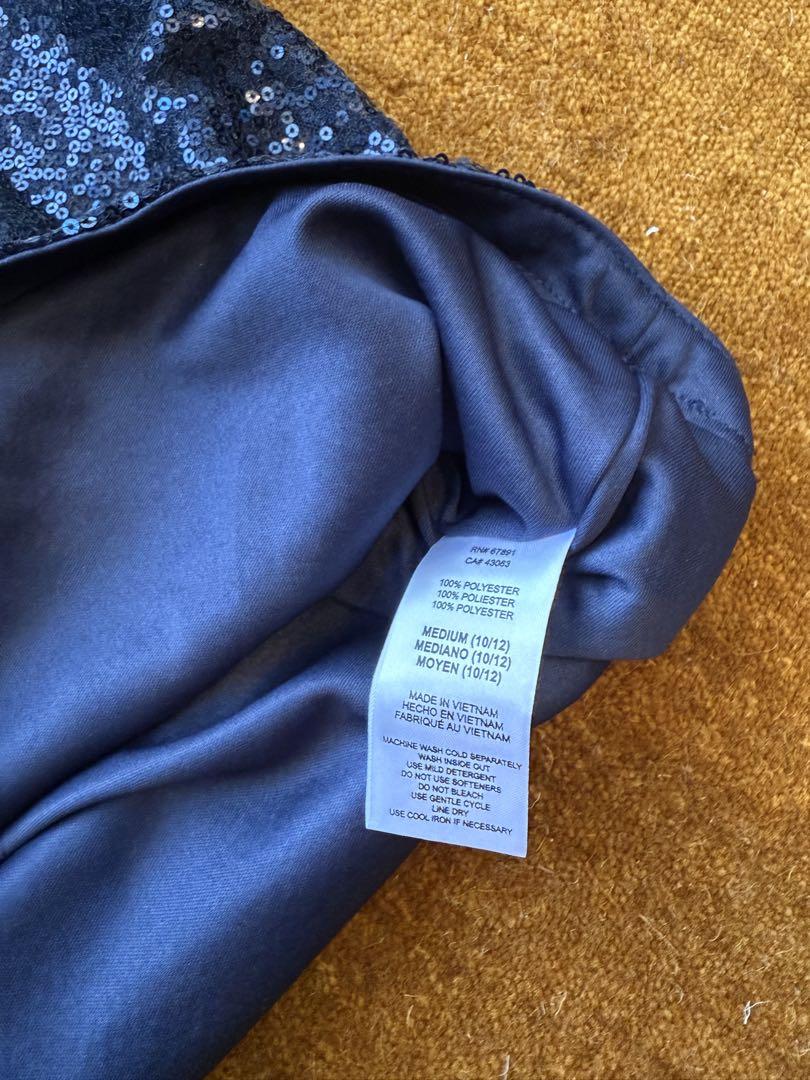 RN# 67891
CA# 43063
100% POLYESTER
100% POLIESTER
100% POLYESTER
MEDIUM (10/12)
MEDIANO (10/12)
MOYEN (10/12)
MADE IN VIETNAM
HECHO EN VIETNAM
FABRIQUÉ AU VIETNAM
MACHINE WASH COLD SEPARATELY
WASH INSIDE OUT
USE MILD DETERGENT
DO NOT USE SOFTENERS
DO NOT BLEACH
USE GENTLE CYCLE
LINE DRY
USE COOL IRON IF NECESSARY